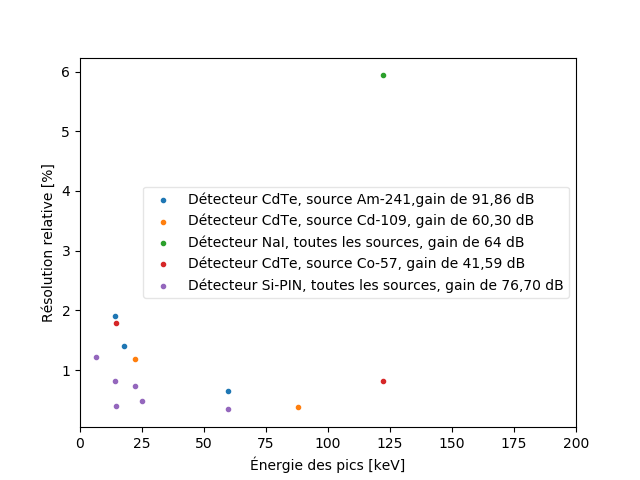 6
5
4
3
2
1
Résolution relative [%]
Détecteur CdTe, source Am-241,gain de 91,86 dB
Détecteur CdTe, source Cd-109, gain de 60,30 dB
Détecteur NaI, toutes les sources, gain de 64 dB
Détecteur CdTe, source Co-57, gain de 41,59 dB
Détecteur Si-PIN, toutes les sources, gain de 76,70 dB
0 25 50 75 100 125 150 175 200
Énergie des pics [keV]